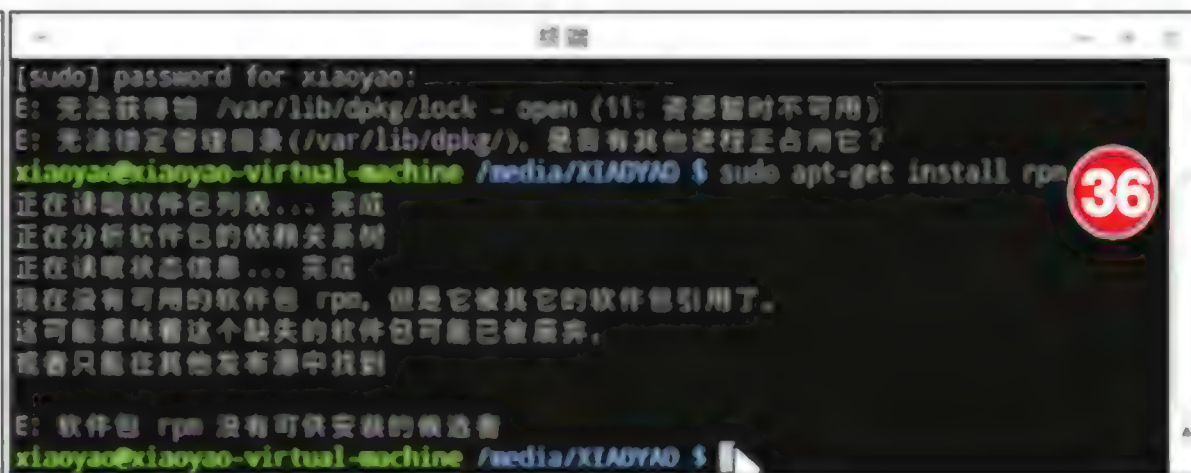 终端
[sudo] password for xiaoyao:
E: 无法获得锁 /var/lib/dpkg/lock - open (11: 资源暂时不可用)
E: 无法锁定管理目录(/var/lib/dpkg/)，是否有其他进程正占用它？
xiaoyao@xiaoyao-virtual-machine /media/XIAOYAO $ sudo apt-get install rpm
36
正在读取软件包列表... 完成
正在分析软件包的依赖关系树
正在读取状态信息... 完成
现在没有可用的软件包 rpm，但是它被其它的软件包引用了。
这可能意味着这个缺失的软件包可能已被废弃，
或者只能在其他发布源中找到
E: 软件包 rpm 没有可供安装的候选者
xiaoyao@xiaoyao-virtual-machine /media/XIAOYAO $